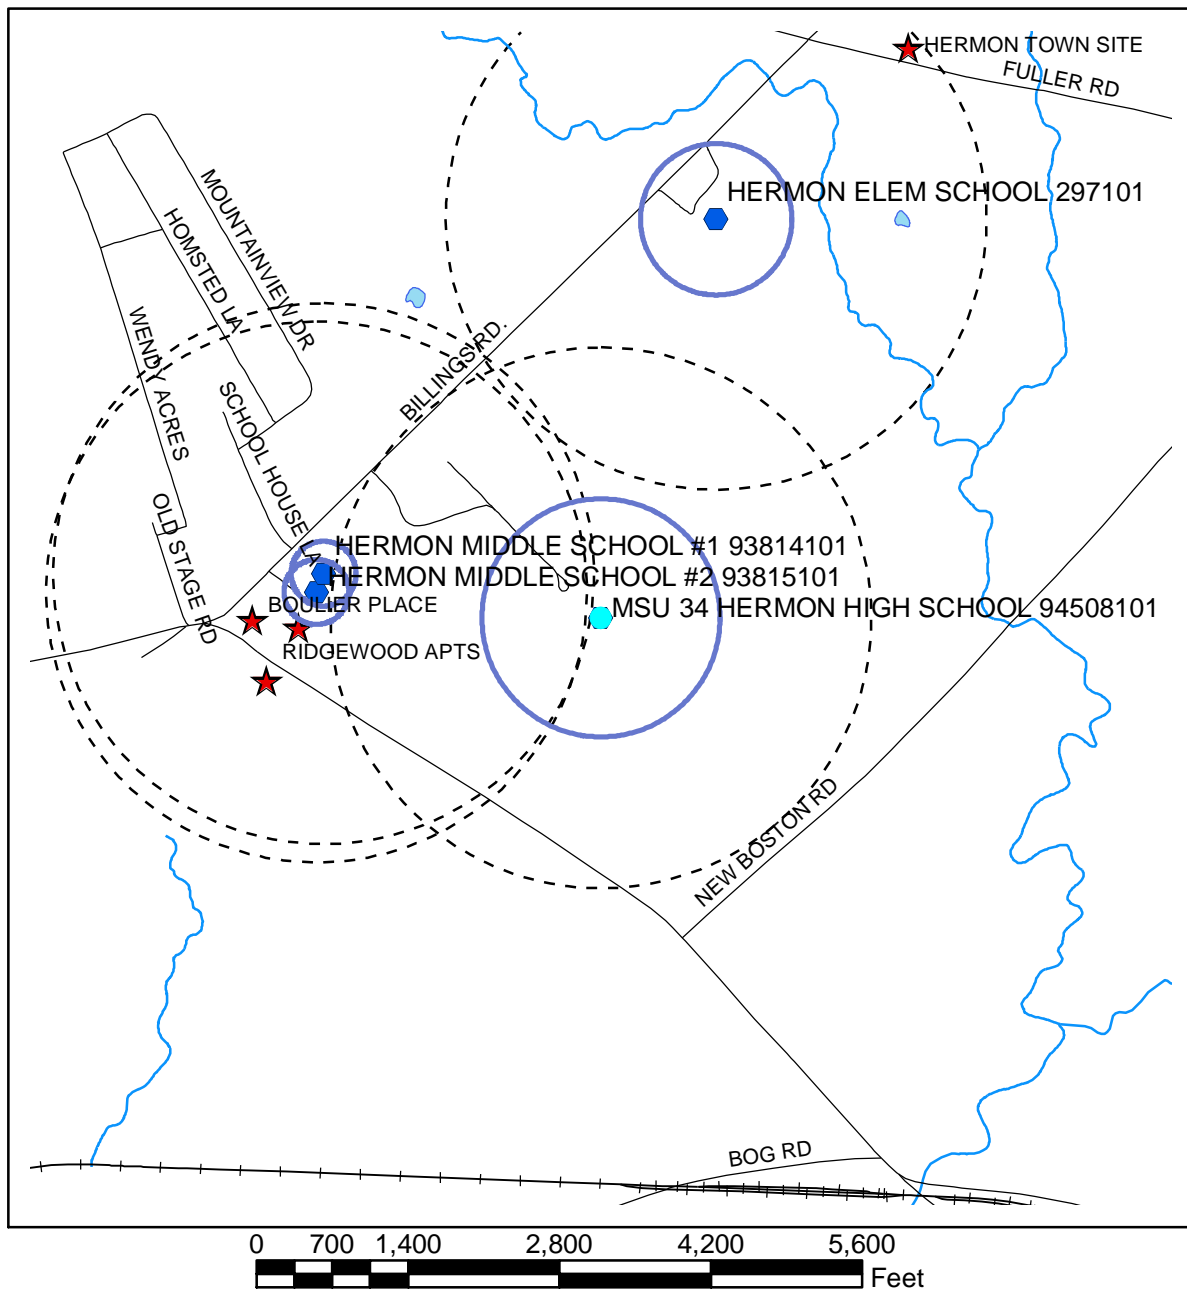 HERMON TOWN SITE
FULLER RD
HERMON ELEM SCHOOL 297101
MOUNTAINVIEW DR
HOMSTED LA
WENDY ACRES
BILLINGS RD.
SCHOOL HOUSE LA
OLD STAGE RD
HERMON MIDDLE SCHOOL #1 93814101
HERMON MIDDLE SCHOOL #2 93815101
BOULIER PLACE
MSU 34 HERMON HIGH SCHOOL 94508101
RIDGEWOOD APTS
NEW BOSTON RD
BOG RD
0 700 1,400 2,800 4,200 5,600
Feet